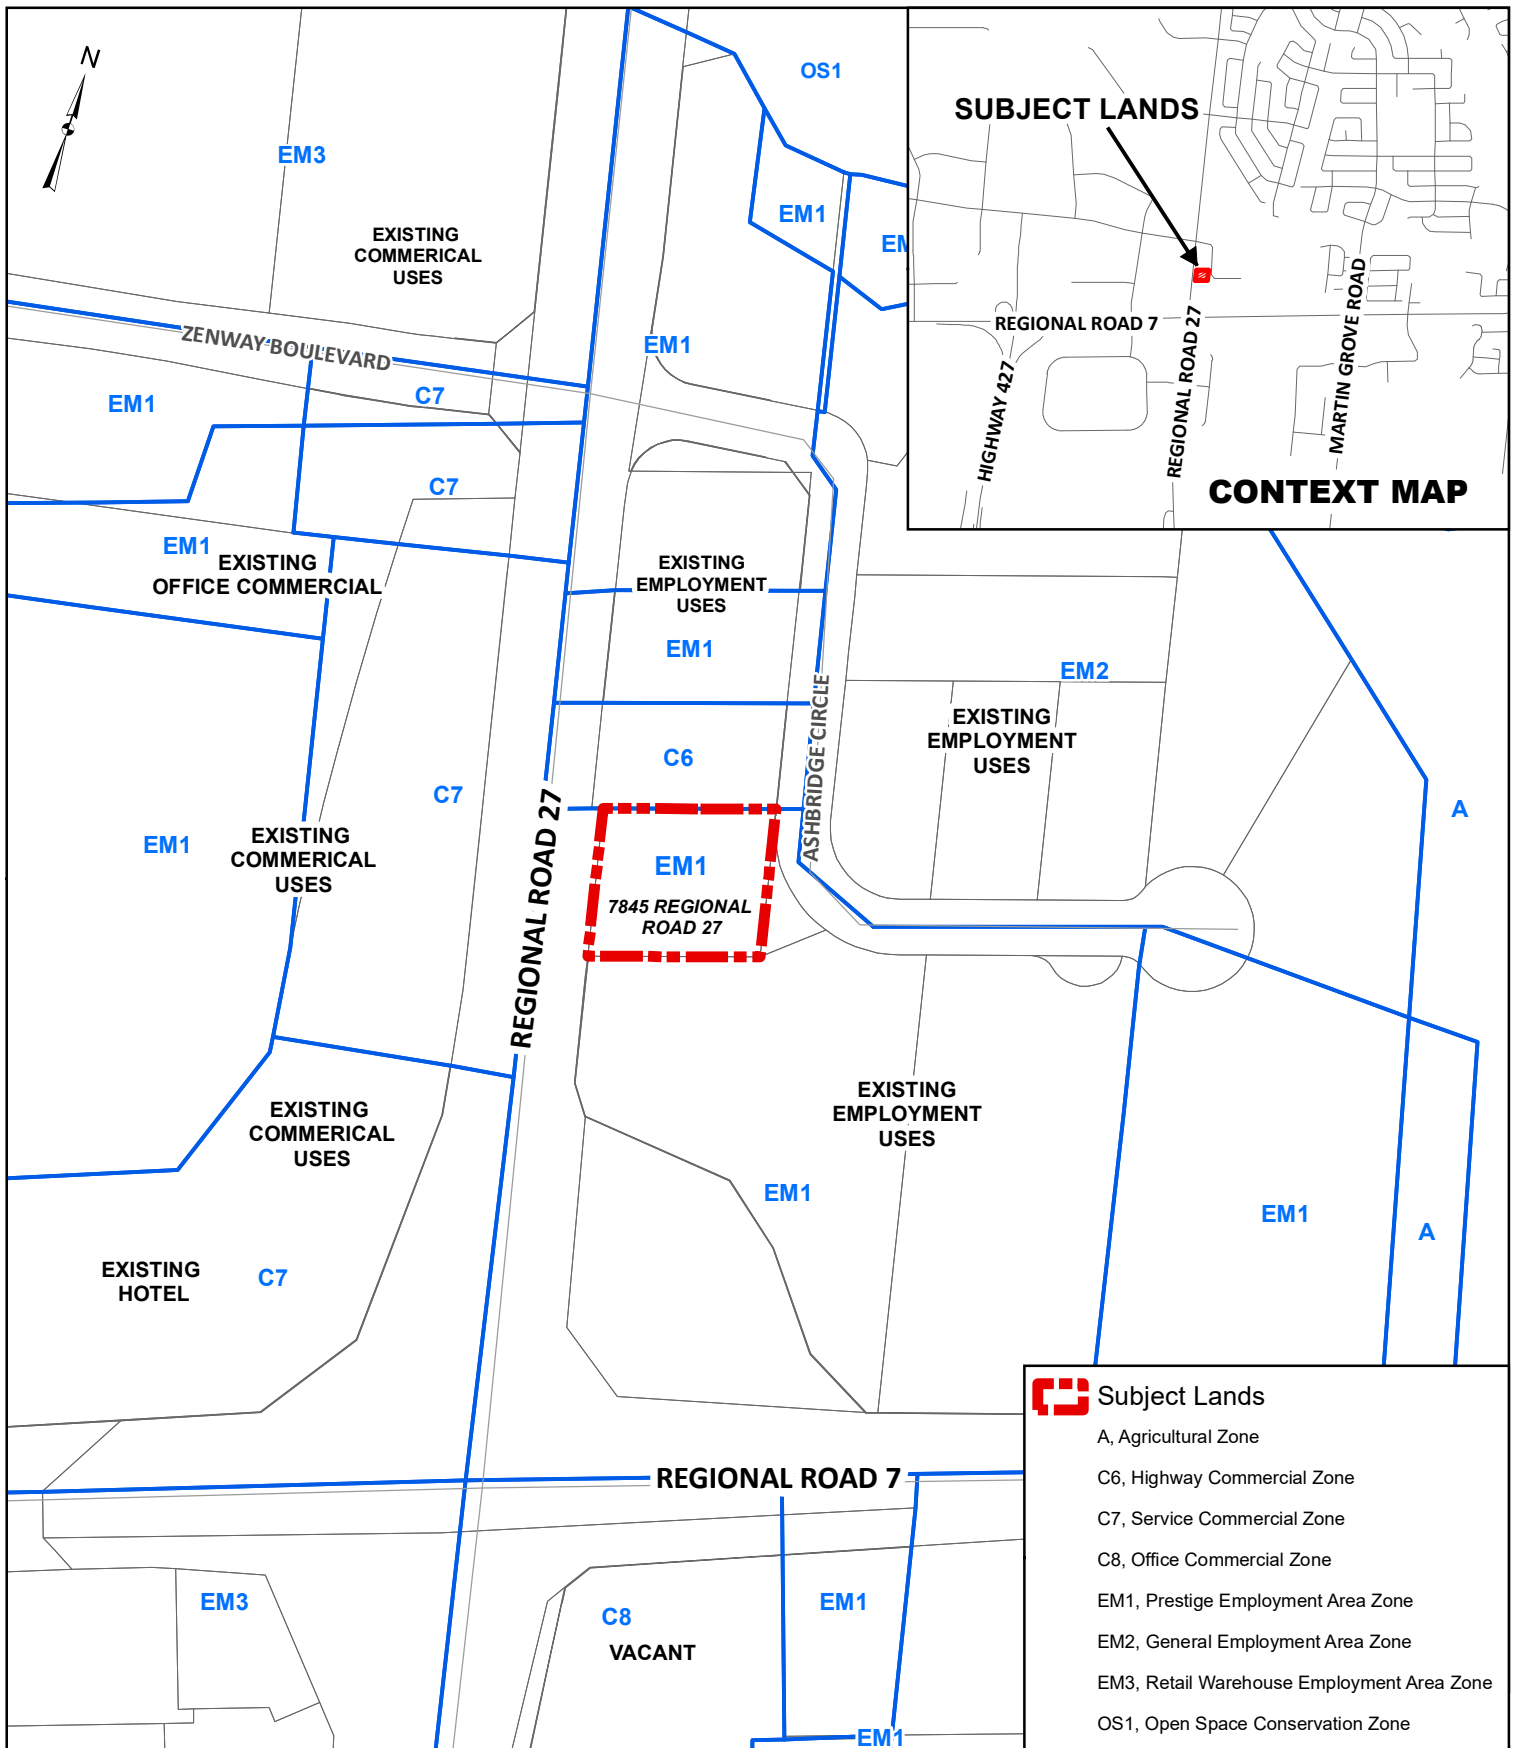 N
OS1
EM3
EXISTING
COMMERICAL
USES
EM1
EM
EM1
ZENWAY BOULEVARD
EM1
C7
C7
EM1
EXISTING
OFFICE COMMERCIAL
EXISTING
EMPLOYMENT
USES
EM1
EM2
EXISTING
EMPLOYMENT
USES
ASHBRIDGE CIRCLE
C6
C7
A
EM1
EXISTING
COMMERICAL
USES
REGIONAL ROAD 27
EM1
7845 REGIONAL
ROAD 27
EXISTING
COMMERICAL
USES
EXISTING
EMPLOYMENT
USES
EM1
EM1
A
EXISTING
HOTEL
C7
REGIONAL ROAD 7
EM3
C8
VACANT
EM1
EM1
SUBJECT LANDS
REGIONAL ROAD 7
HIGHWAY 427
REGIONAL ROAD 27
MARTIN GROVE ROAD
CONTEXT MAP
Subject Lands
A, Agricultural Zone
C6, Highway Commercial Zone
C7, Service Commercial Zone
C8, Office Commercial Zone
EM1, Prestige Employment Area Zone
EM2, General Employment Area Zone
EM3, Retail Warehouse Employment Area Zone
OS1, Open Space Conservation Zone